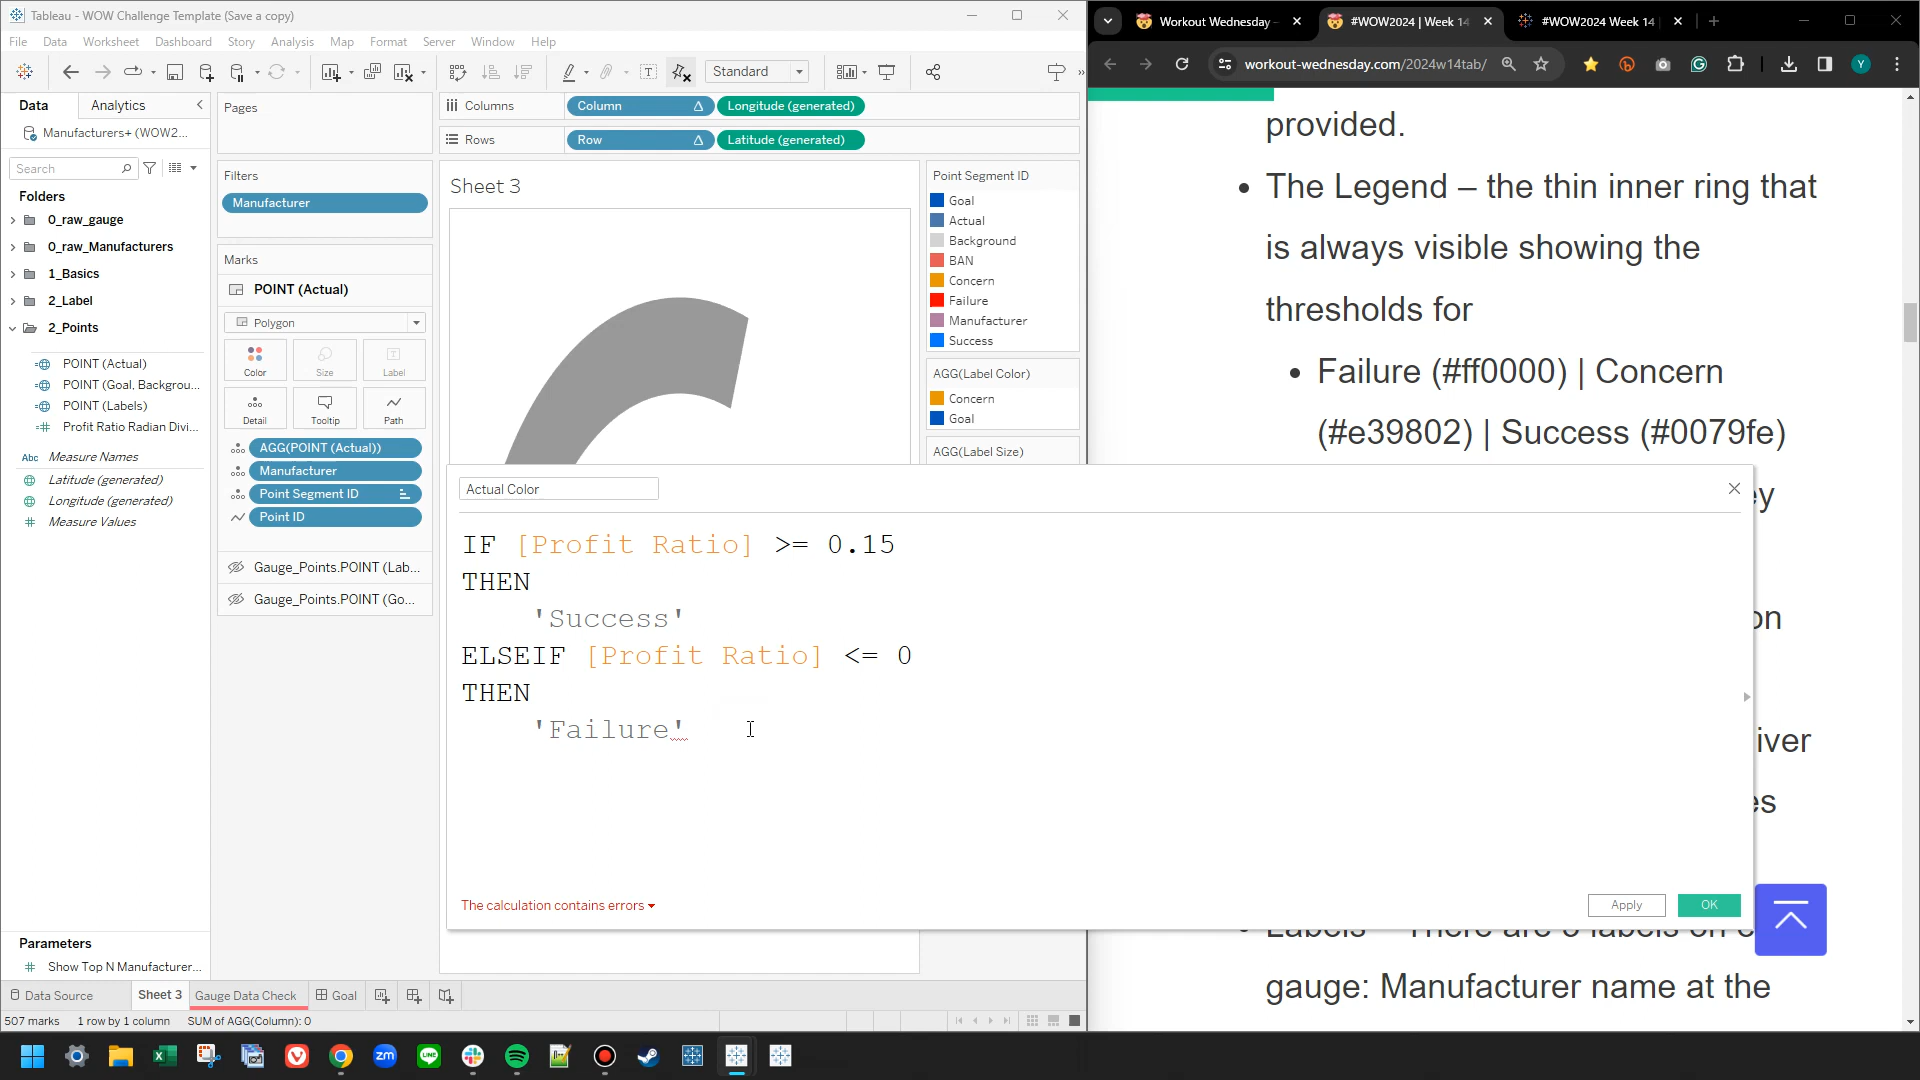 Tableau - WOW Challenge Template (Save a copy)
File Data Worksheet Dashboard Story Analysis Map Format Server Window Help
Standard
Data Analytics
Manufacturers+ (WOW2...
Search
Folders
0_raw_gauge
0_raw_Manufacturers
1_Basics
2_Label
2_Points
POINT (Actual)
POINT (Goal, Backgrou...
POINT (Labels)
Profit Ratio Radian Divi...
Abc Measure Names
Latitude (generated)
Longitude (generated)
Measure Values
Parameters
Show Top N Manufacturer...
Pages
Filters
Manufacturer
Marks
POINT (Actual)
Polygon
Color Size Label
Detail Tooltip Path
AGG(POINT (Actual))
Manufacturer
Point Segment ID
Point ID
Gauge_Points.POINT (Lab...
Gauge_Points.POINT (Go...
Columns Column Longitude (generated)
Rows Row Latitude (generated)
Sheet 3
Point Segment ID
Goal
Actual
Background
BAN
Concern
Failure
Manufacturer
Success
AGG(Label Color)
Concern
Goal
AGG(Label Size)
Actual Color
IF [Profit Ratio] >= 0.15
THEN
'Success'
ELSEIF [Profit Ratio] <= 0
THEN
'Failure'
The calculation contains errors
Apply OK
Data Source Sheet 3 Gauge Data Check Goal
507 marks 1 row by 1 column SUM of AGG(Column): 0
Workout Wednesday #WOW2024 | Week 14 #WOW2024 Week 14
workout-wednesday.com/2024w14tab/
Y
provided.
The Legend – the thin inner ring that
is always visible showing the
thresholds for
Failure (#ff0000) | Concern
(#e39802) | Success (#0079fe)
ey
on
iver
es
gauge: Manufacturer name at the
zm
LINE